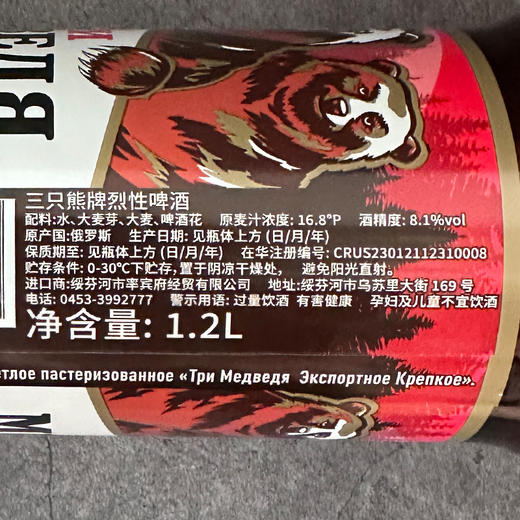 三只熊牌烈性啤酒
配料:水、大麦芽、大麦、啤酒花 原麦汁浓度: 16.8°P 酒精度: 8.1%vol
原产国:俄罗斯 生产日期: 见瓶体上方 (日/月/年)
保质期至: 见瓶体上方 (日/月/年) 在华注册编号: CRUS23012112310008
贮存条件: 0-30℃下贮存,置于阴凉干燥处, 避免阳光直射。
进口商:绥芬河市率宾府经贸有限公司 地址:绥芬河市乌苏里大街 169 号
电话: 0453-3992777 警示用语: 过量饮酒 有害健康 孕妇及儿童不宜饮酒
净含量: 1.2L
етлое пастеризованное «Три Медведя Экспортное Крепкое».